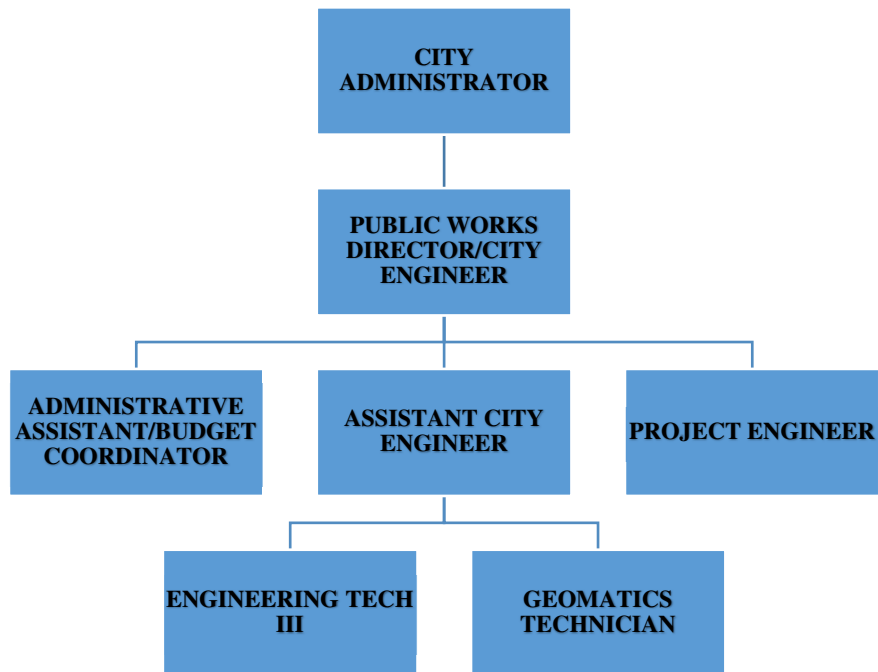 CITY
ADMINISTRATOR
PUBLIC WORKS
DIRECTOR/CITY
ENGINEER
ADMINISTRATIVE
ASSISTANT/BUDGET
COORDINATOR
ASSISTANT CITY
ENGINEER
PROJECT ENGINEER
ENGINEERING TECH
III
GEOMATICS
TECHNICIAN